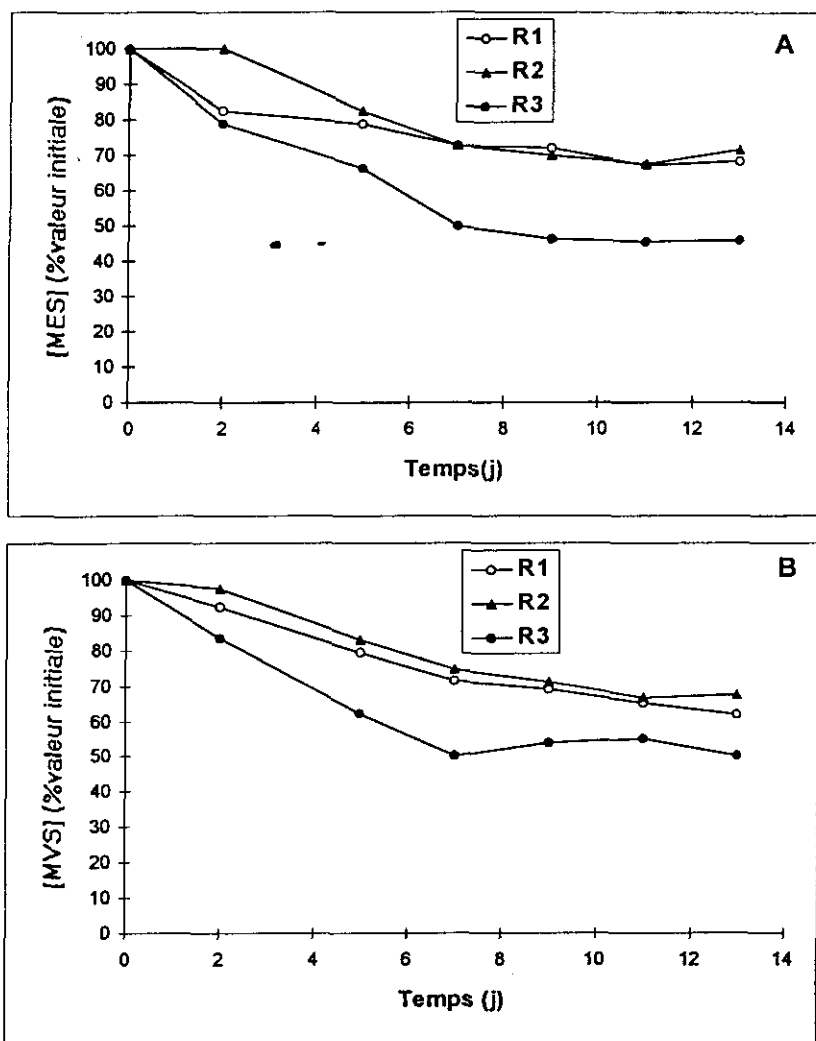 A
R1
R2
R3
[MES] (%valeur initiale)
100
90
80
70
60
50
40
30
20
10
0
0 2 4 6 8 10 12 14
Temps(j)
B
R1
R2
R3
[MVS] (%valeur initiale)
100
90
80
70
60
50
40
30
20
10
0
0 2 4 6 8 10 12 14
Temps (j)